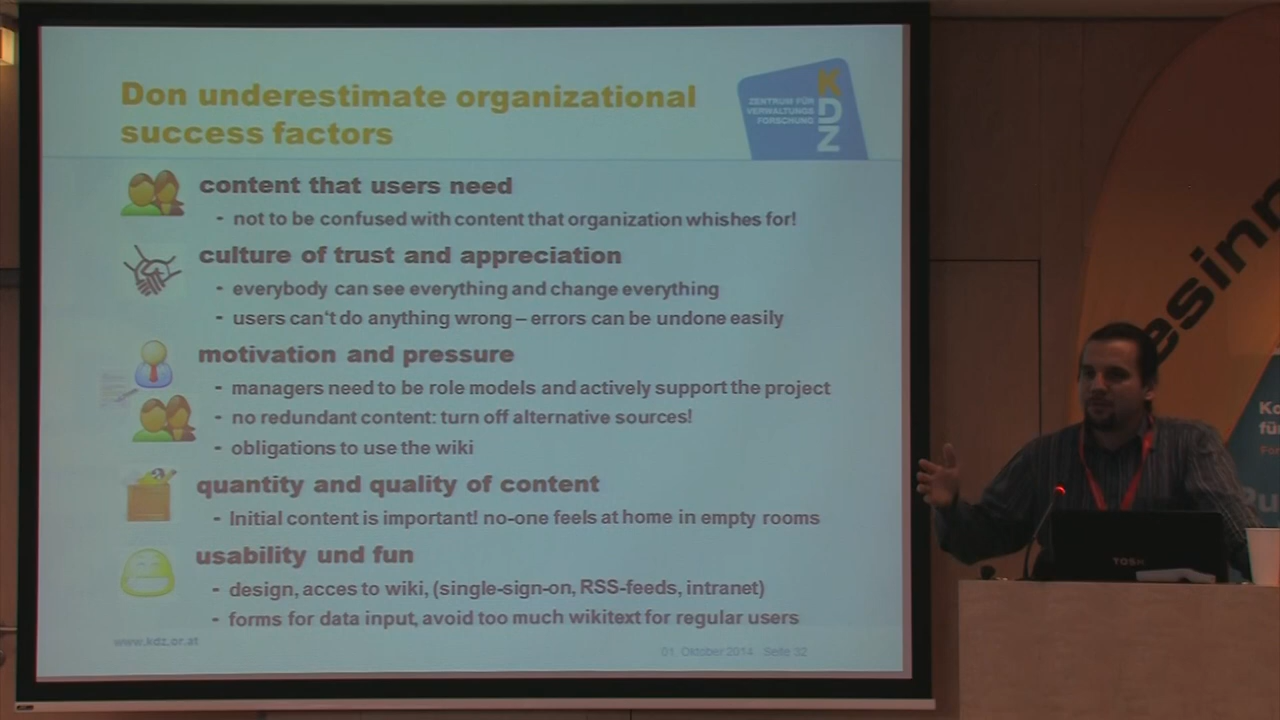 Don underestimate organizational
success factors
ZENTRUM FÜR
VERWALTUNGS
FORSCHUNG
KDZ
content that users need
- not to be confused with content that organization whishes for!
culture of trust and appreciation
- everybody can see everything and change everything
- users can't do anything wrong – errors can be undone easily
motivation and pressure
- managers need to be role models and actively support the project
- no redundant content: turn off alternative sources!
- obligations to use the wiki
quantity and quality of content
- Initial content is important! no-one feels at home in empty rooms
usability und fun
- design, acces to wiki, (single-sign-on, RSS-feeds, intranet)
- forms for data input, avoid too much wikitext for regular users
www.kdz.or.at
01. Oktober 2014 Seite 32